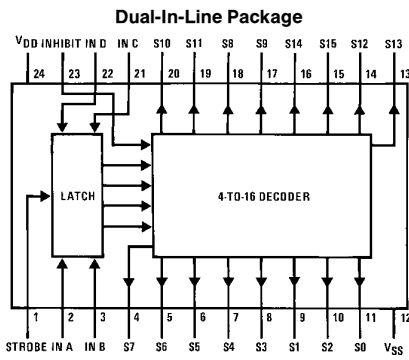 Dual-In-Line Package
VDD INHIBIT IN D IN C S10 S11 S8 S9 S14 S15 S12 S13
24 23 22 21 20 19 18 17 16 15 14 13
LATCH 4-TO-16 DECODER
1 2 3 4 5 6 7 8 9 10 11 12
STROBE IN A IN B S7 S6 S5 S4 S3 S1 S2 S0 VSS